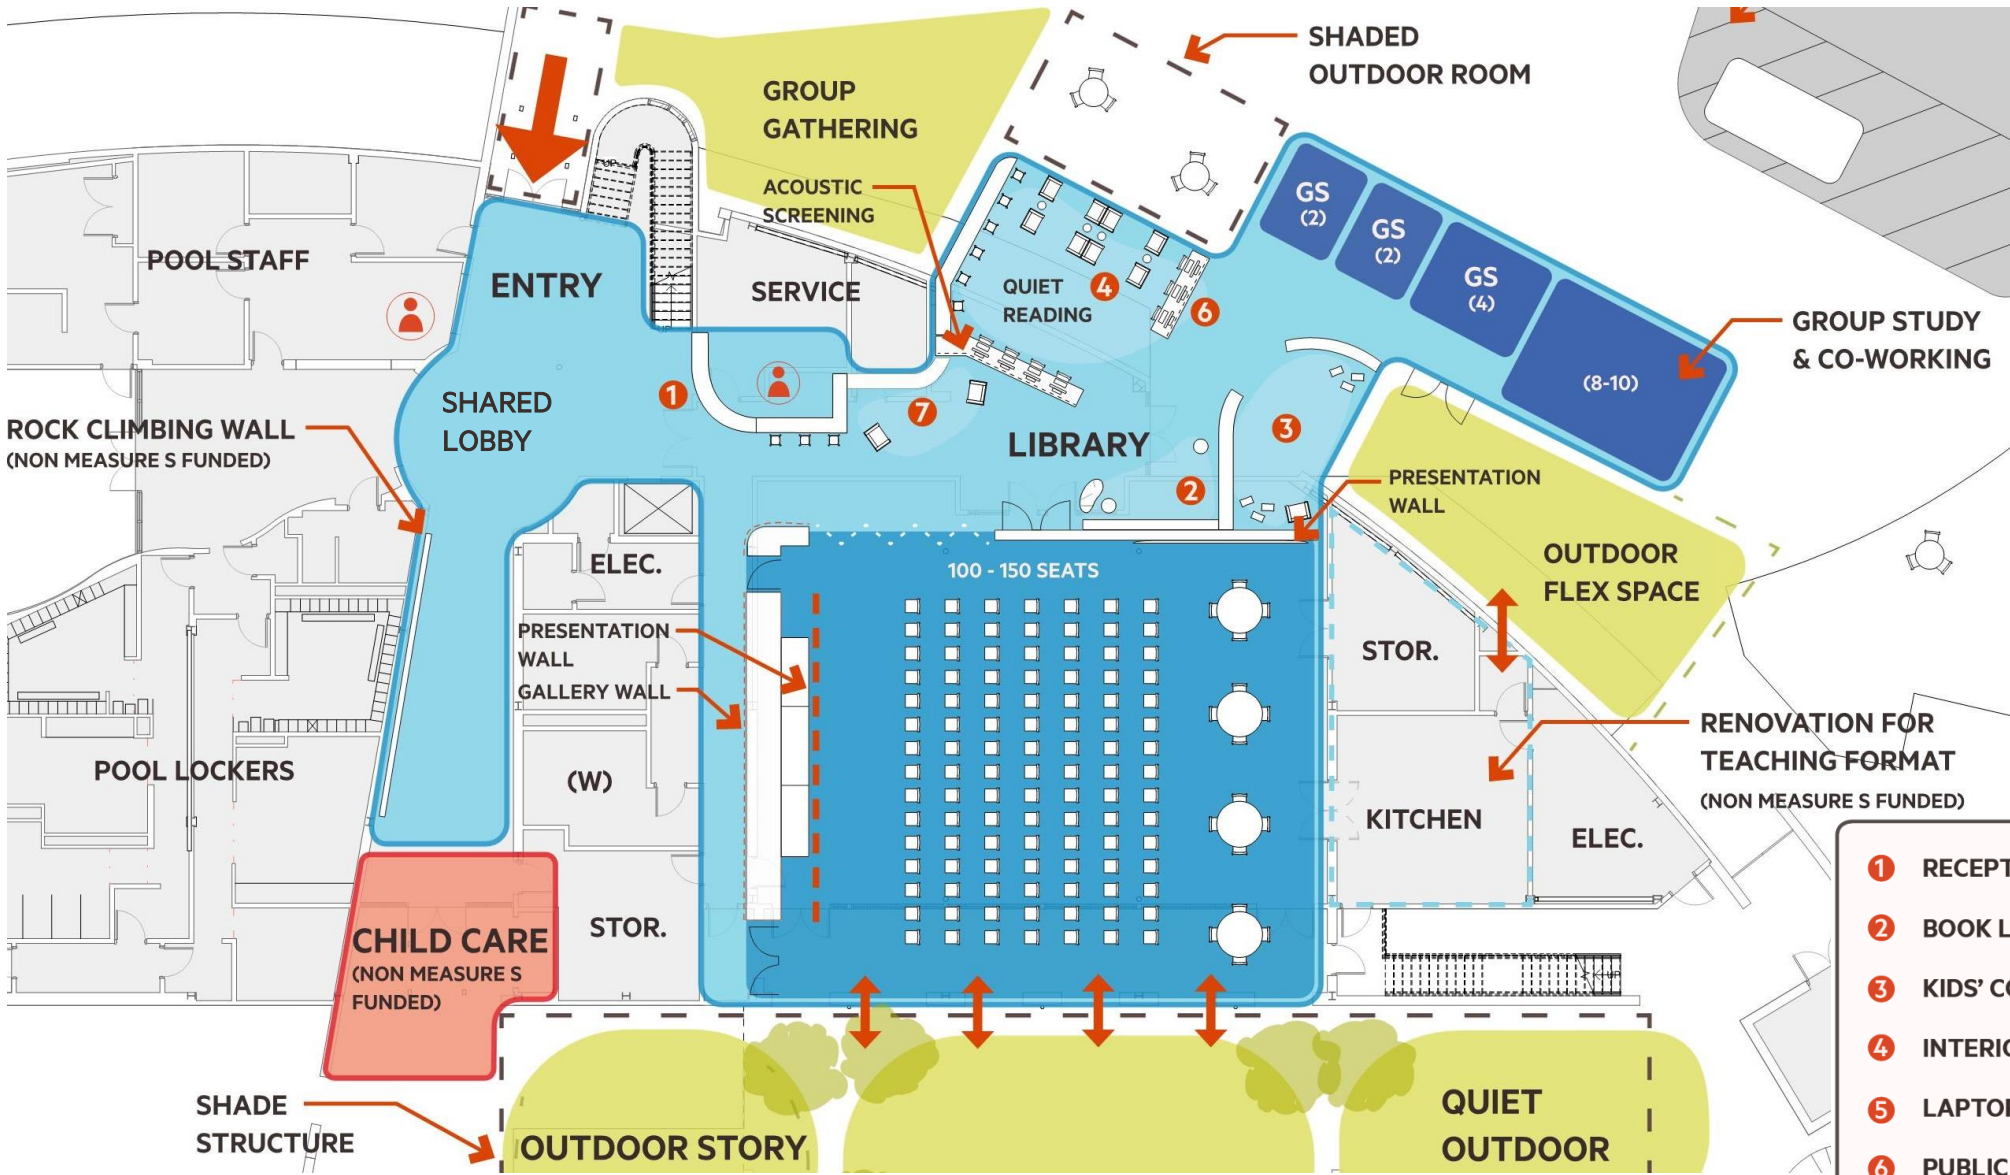 SHADED
OUTDOOR ROOM
GROUP
GATHERING
ACOUSTIC
SCREENING
GS
(2)
GS
(2)
GS
(4)
(8-10)
GROUP STUDY
& CO-WORKING
POOL STAFF
ENTRY
SERVICE
QUIET
READING
4
6
1
7
3
2
SHARED
LOBBY
LIBRARY
ROCK CLIMBING WALL
(NON MEASURE S FUNDED)
PRESENTATION
WALL
OUTDOOR
FLEX SPACE
ELEC.
100 - 150 SEATS
PRESENTATION
WALL
GALLERY WALL
STOR.
RENOVATION FOR
TEACHING FORMAT
(NON MEASURE S FUNDED)
POOL LOCKERS
(W)
KITCHEN
ELEC.
STOR.
CHILD CARE
(NON MEASURE S
FUNDED)
SHADE
STRUCTURE
OUTDOOR STORY
QUIET
OUTDOOR
1 RECEPT
2 BOOK L
3 KIDS' CO
4 INTERIO
5 LAPTO
6 PUBLIC